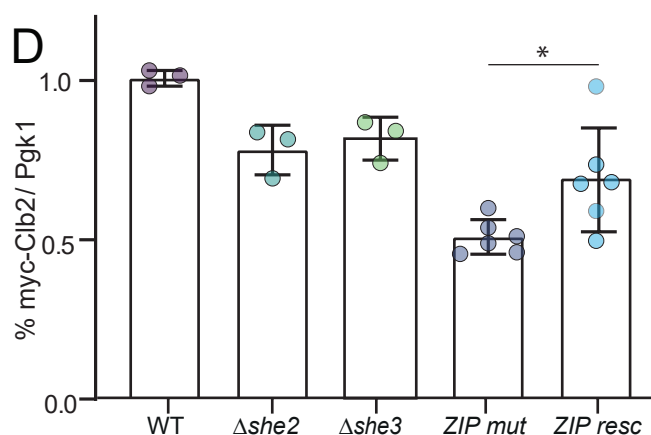 D
*
1.0
0.5
0.0
% myc-Clb2/ Pgk1
WT Δshe2 Δshe3 ZIP mut ZIP resc